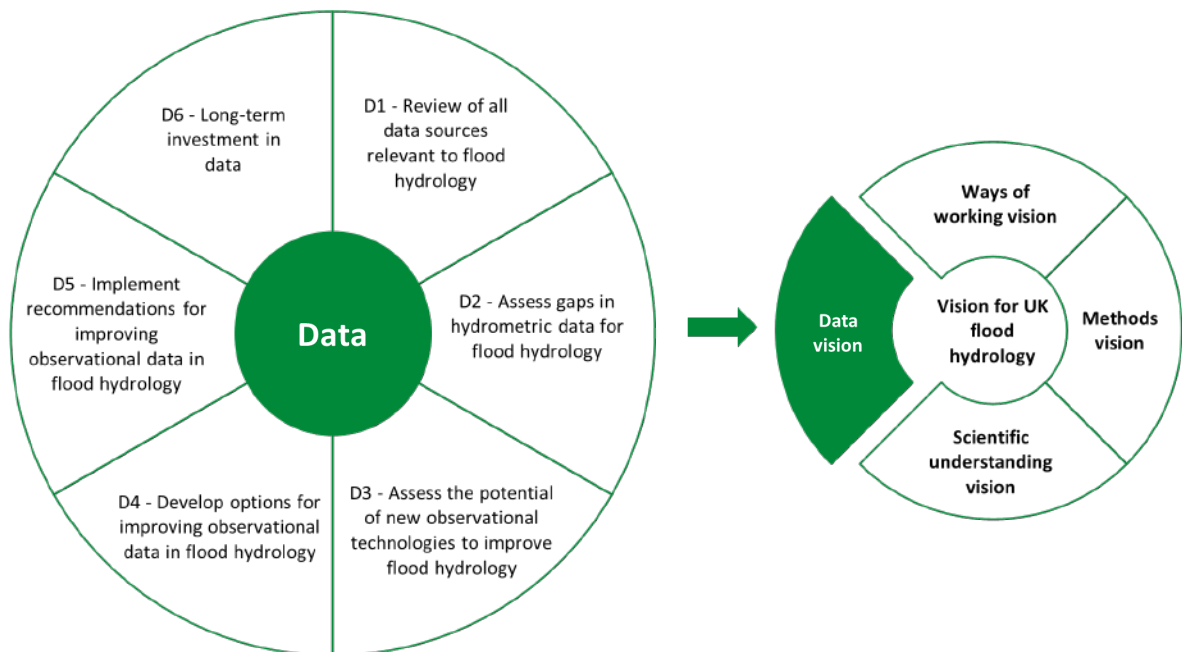 D1 - Review of all
data sources
relevant to flood
hydrology
D2 - Assess gaps in
hydrometric data for
flood hydrology
D3 - Assess the potential
of new observational
technologies to improve
flood hydrology
D4 - Develop options for
improving observational
data in flood hydrology
D5 - Implement
recommendations for
improving
observational data in
flood hydrology
D6 - Long-term
investment in
data
Data
Ways of
working vision
Methods
vision
Scientific
understanding
vision
Data
vision
Vision for UK
flood
hydrology